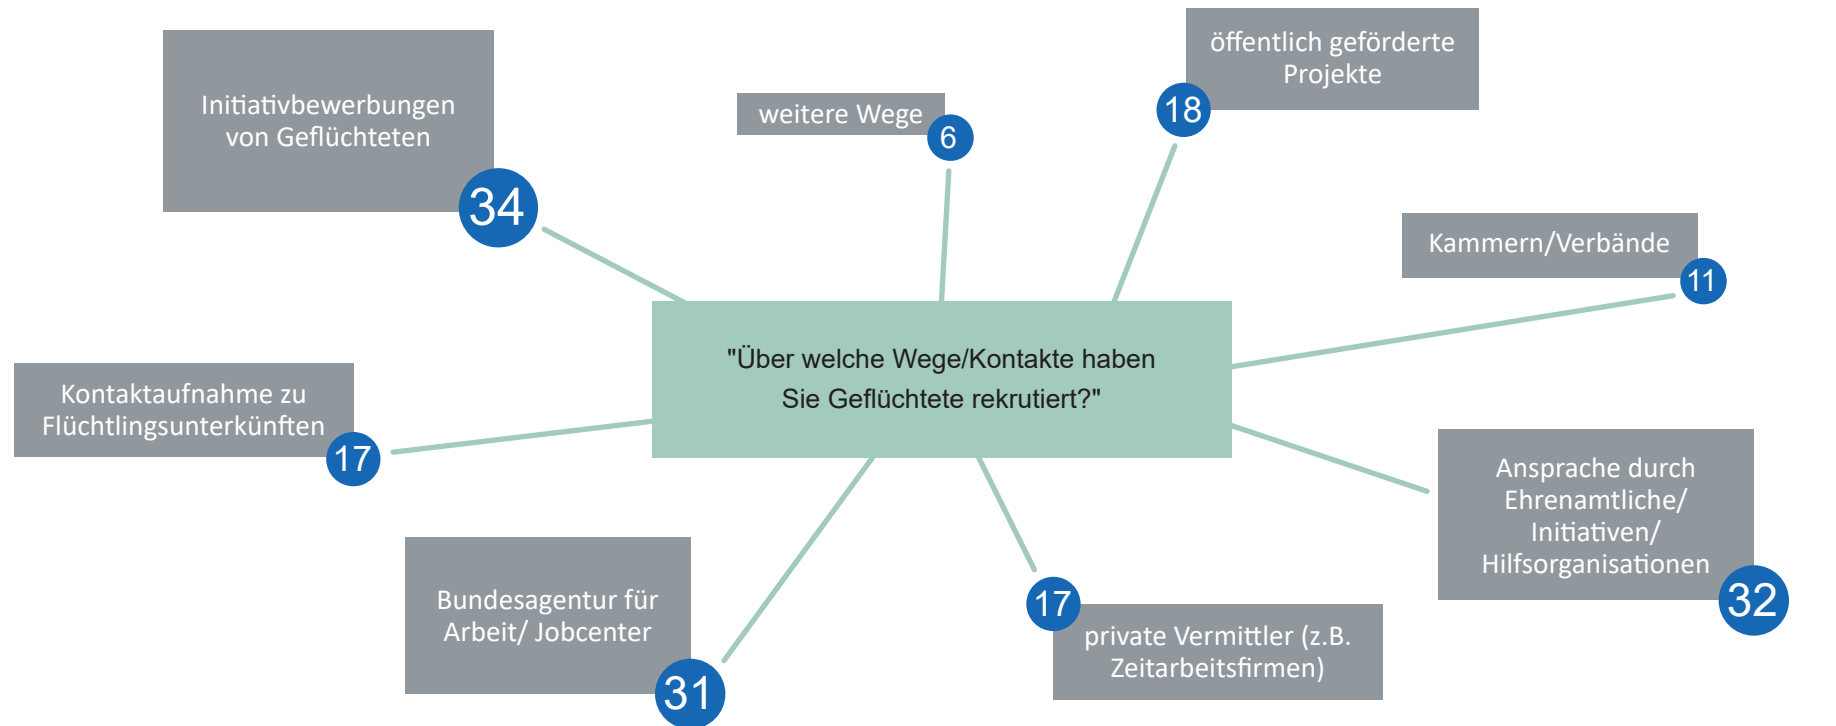 Initiativbewerbungen
von Geflüchteten
34
weitere Wege
6
öffentlich geförderte
Projekte
18
Kammern/Verbände
11
"Über welche Wege/Kontakte haben
Sie Geflüchtete rekrutiert?"
Kontaktaufnahme zu
Flüchtlingsunterkünften
17
Ansprache durch
Ehrenamtliche/
Initiativen/
Hilfsorganisationen
32
Bundesagentur für
Arbeit/ Jobcenter
31
17
private Vermittler (z.B.
Zeitarbeitsfirmen)